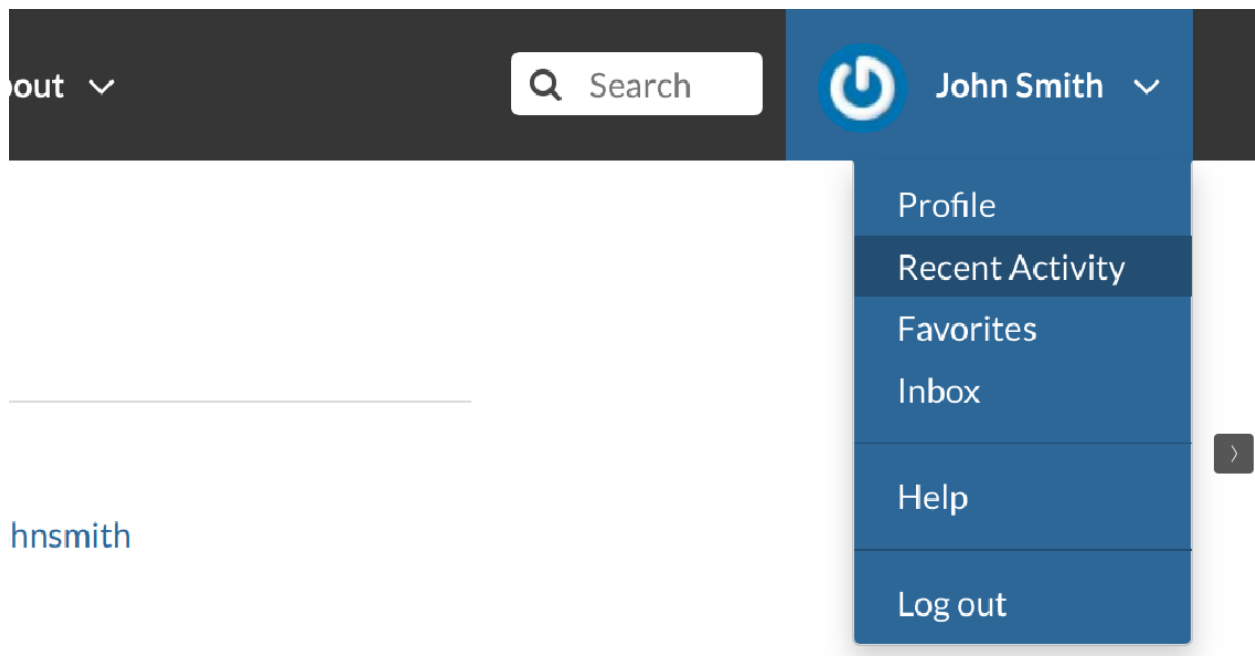 out
Search
John Smith
Profile
Recent Activity
Favorites
Inbox
Help
hnsmith
Log out